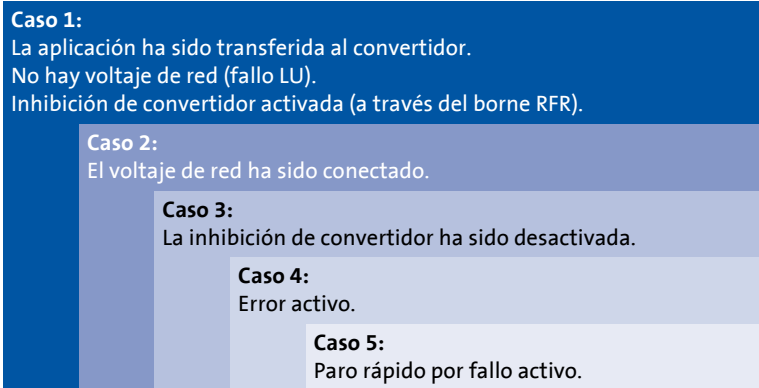 Caso 1:
La aplicación ha sido transferida al convertidor.
No hay voltaje de red (fallo LU).
Inhibición de convertidor activada (a través del borne RFR).
Caso 2:
El voltaje de red ha sido conectado.
Caso 3:
La inhibición de convertidor ha sido desactivada.
Caso 4:
Error activo.
Caso 5:
Paro rápido por fallo activo.